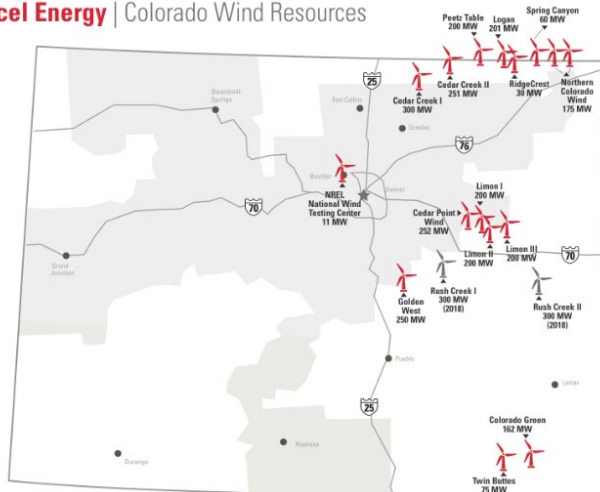 cel Energy | Colorado Wind Resources
Spring Canyon
60 MW
Peetz Table
200 MW
Logan
201 MW
25
Cedar Creek II
251 MW
RidgeCrest
30 MW
Northern
Colorado
Wind
175 MW
Cedar Creek I
300 MW
Steamboat
Springs
Fort Collins
Greeley
76
Boulder
Denver
NREL
National Wind
Testing Center
11 MW
70
Limon I
200 MW
Cedar Point
Wind
252 MW
Limon II
200 MW
Limon III
200 MW
70
Grand
Junction
Golden
West
250 MW
Rush Creek I
300 MW
(2018)
Rush Creek II
300 MW
(2018)
Pueblo
Lamar
25
Colorado Green
162 MW
Alamosa
Durango
Twin Buttes
75 MW